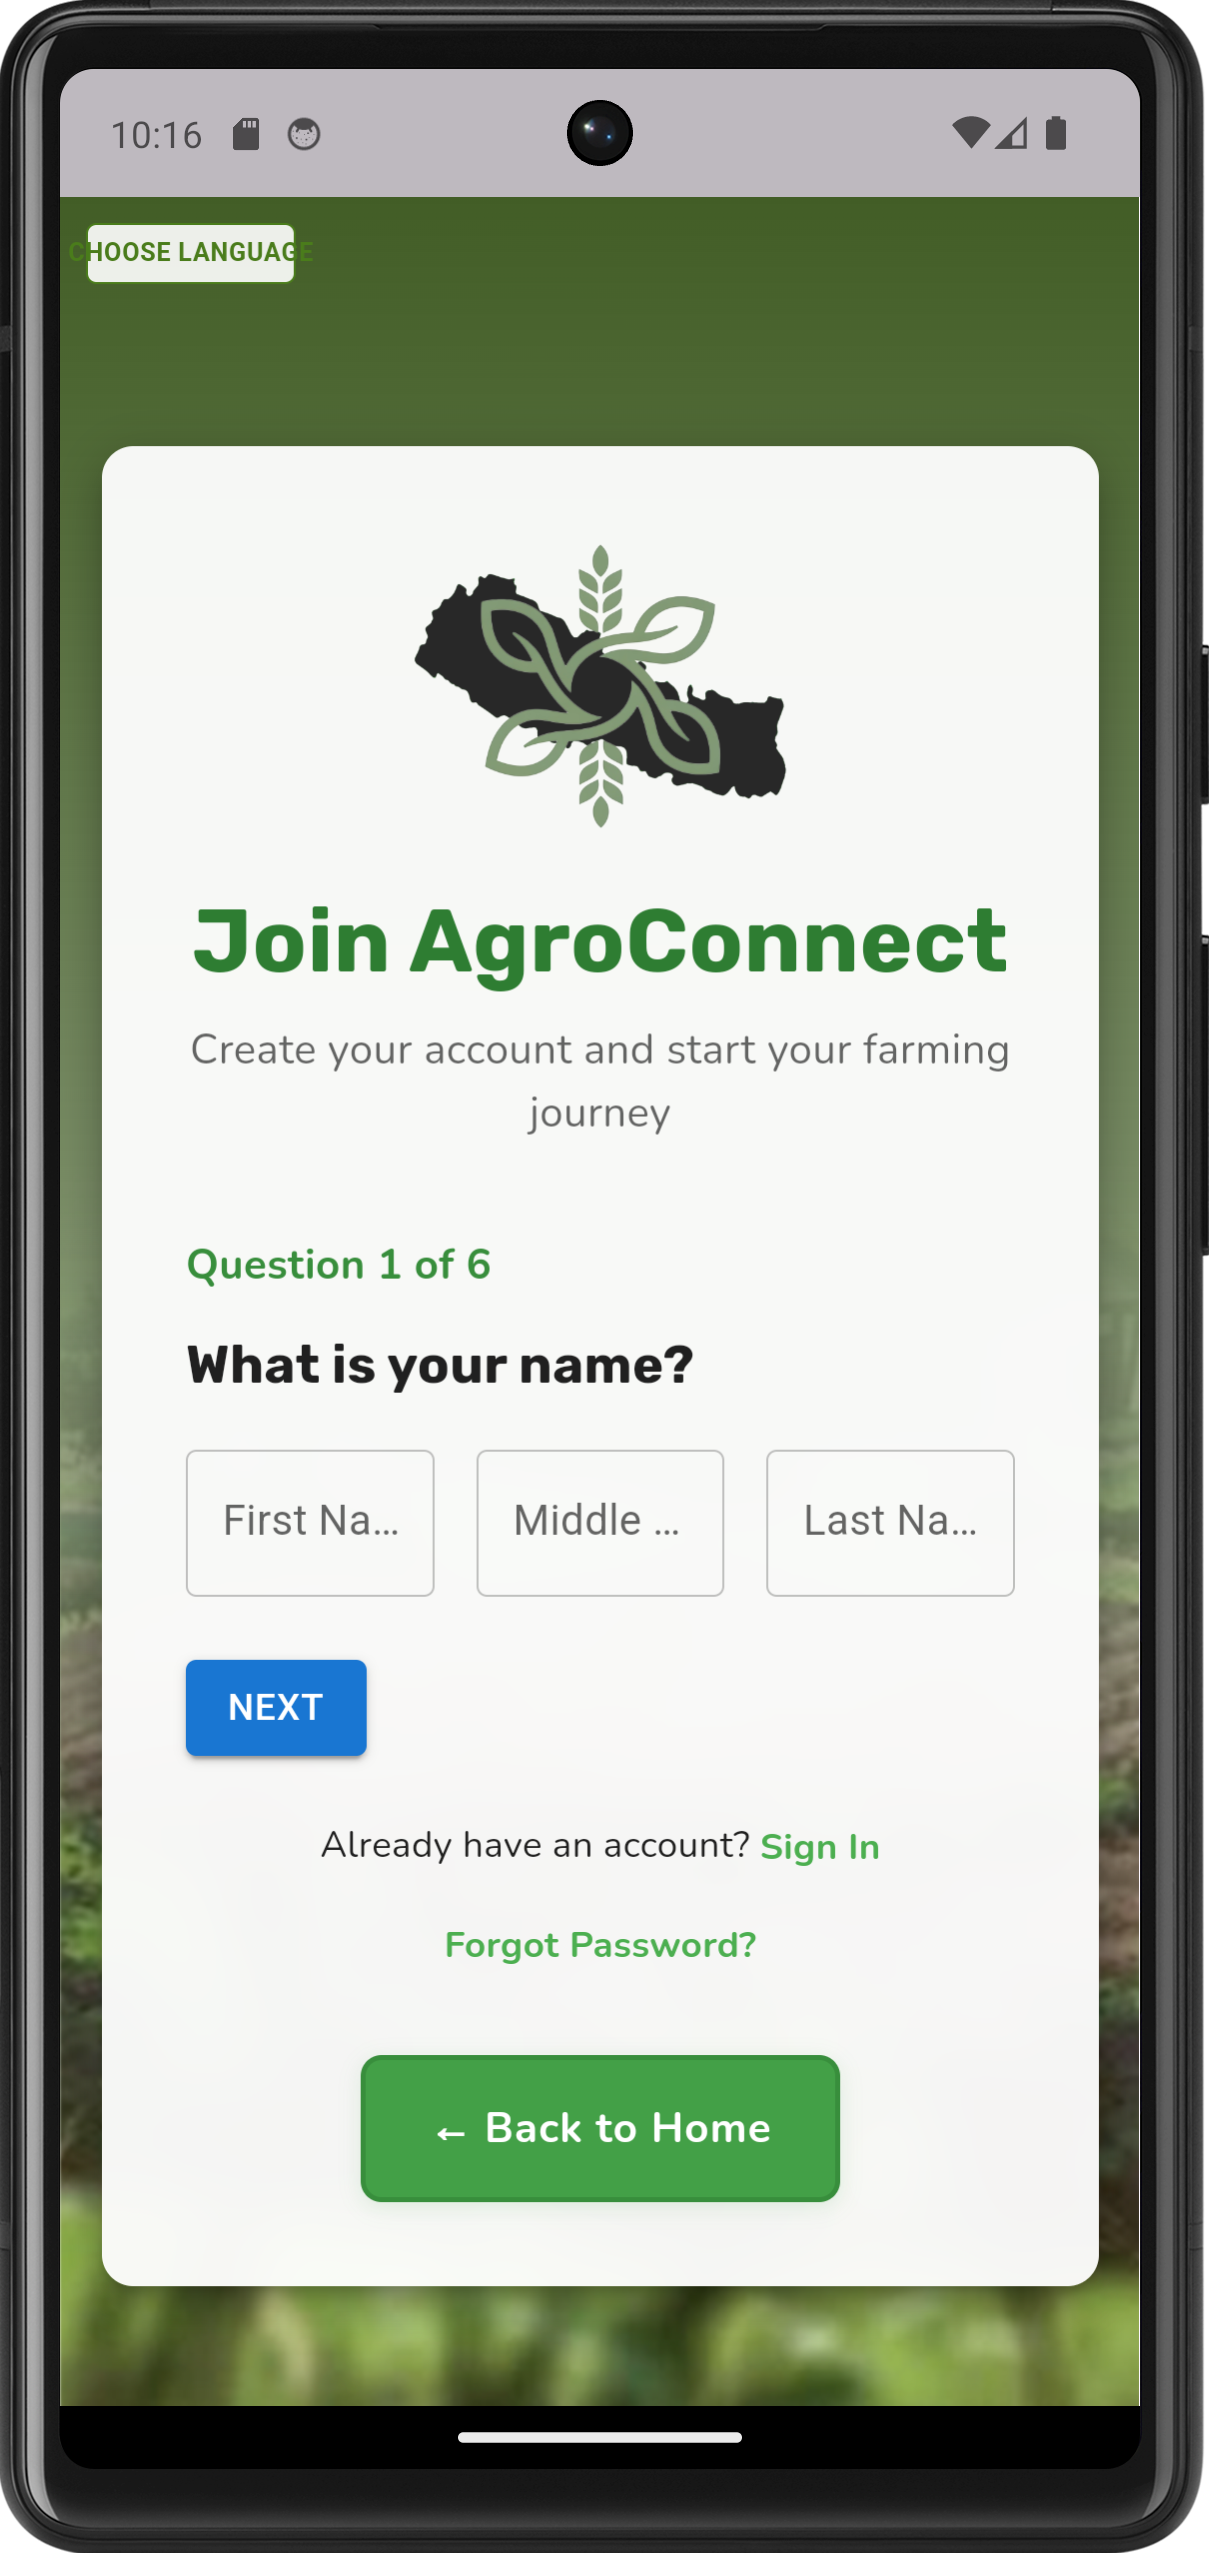 10:16
CHOOSE LANGUAGE
Join AgroConnect
Create your account and start your farming
journey
Question 1 of 6
What is your name?
First Na... Middle ... Last Na...
NEXT
Already have an account? Sign In
Forgot Password?
← Back to Home